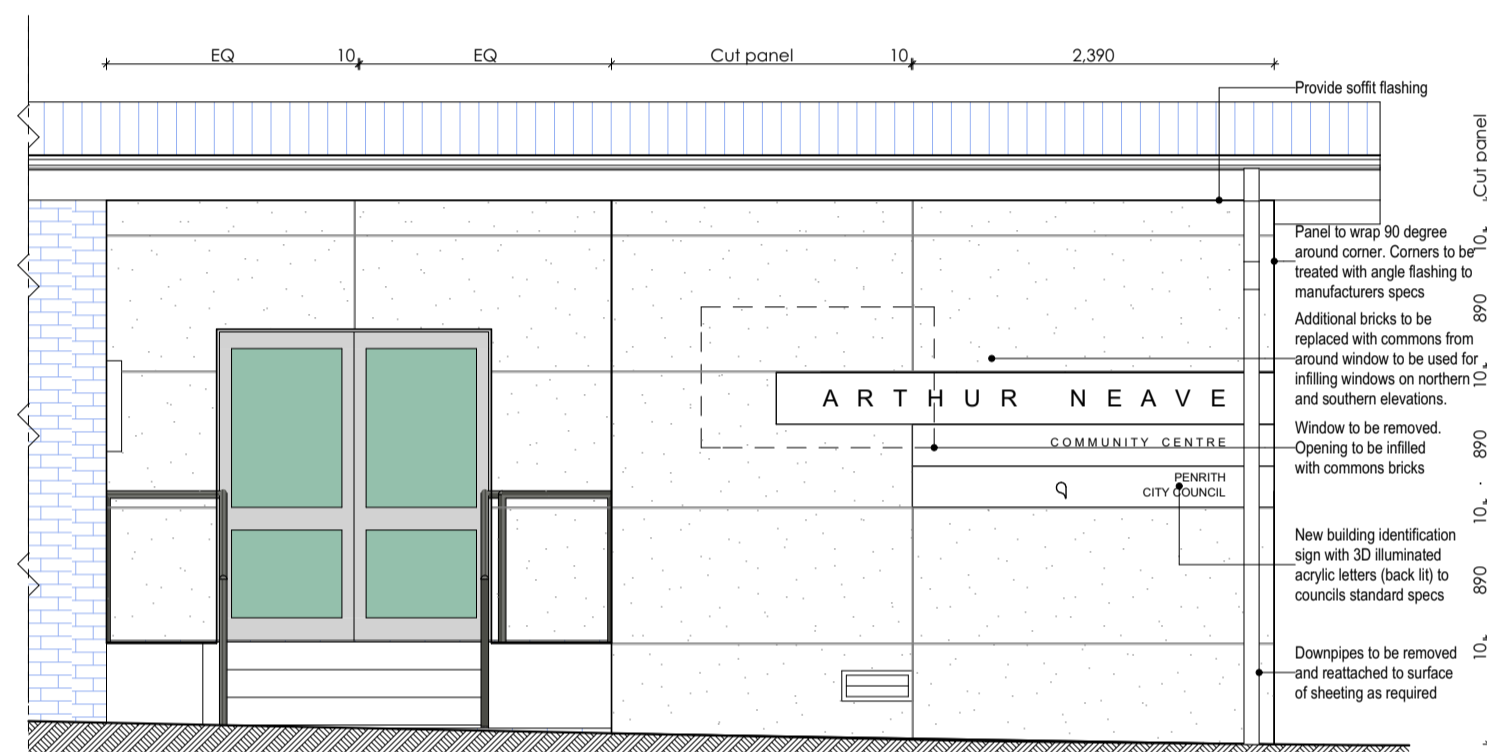 EQ 10 EQ Cut panel 10 2,390
Provide soffit flashing
Panel to wrap 90 degree
around corner. Corners to be
treated with angle flashing to
manufacturers specs
Additional bricks to be
replaced with commons from
around window to be used for
infilling windows on northern
and southern elevations.
Window to be removed.
Opening to be infilled
with commons bricks
New building identification
sign with 3D illuminated
acrylic letters (back lit) to
councils standard specs
Downpipes to be removed
and reattached to surface
of sheeting as required
ARTHUR NEAVE
COMMUNITY CENTRE
PENRITH
CITY COUNCIL
Cut panel
10
890
10
890
10
890
10